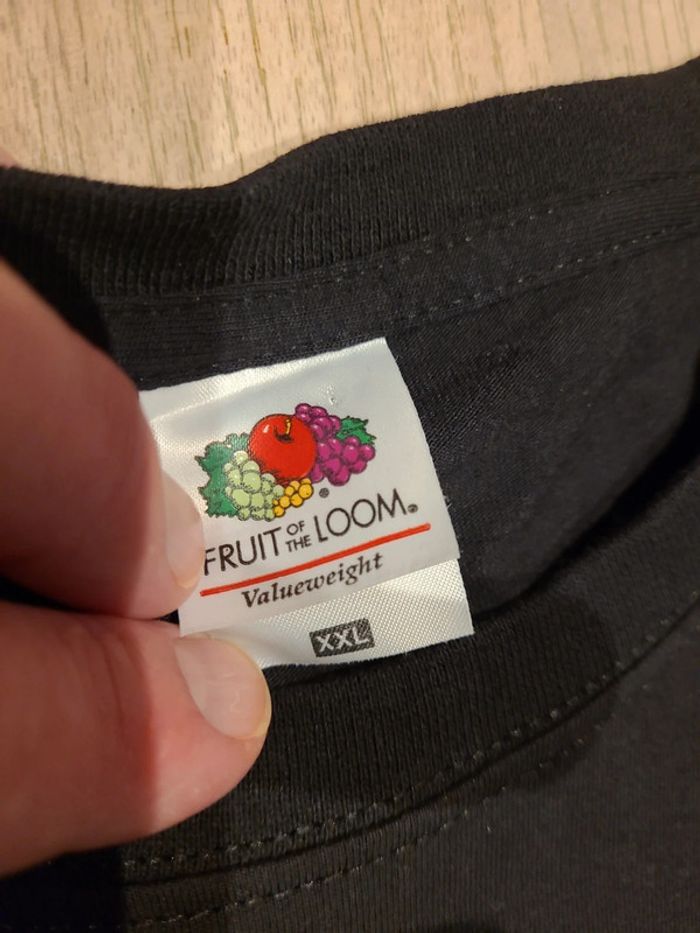 FRUIT OF THE LOOM®
Valueweight
XXL